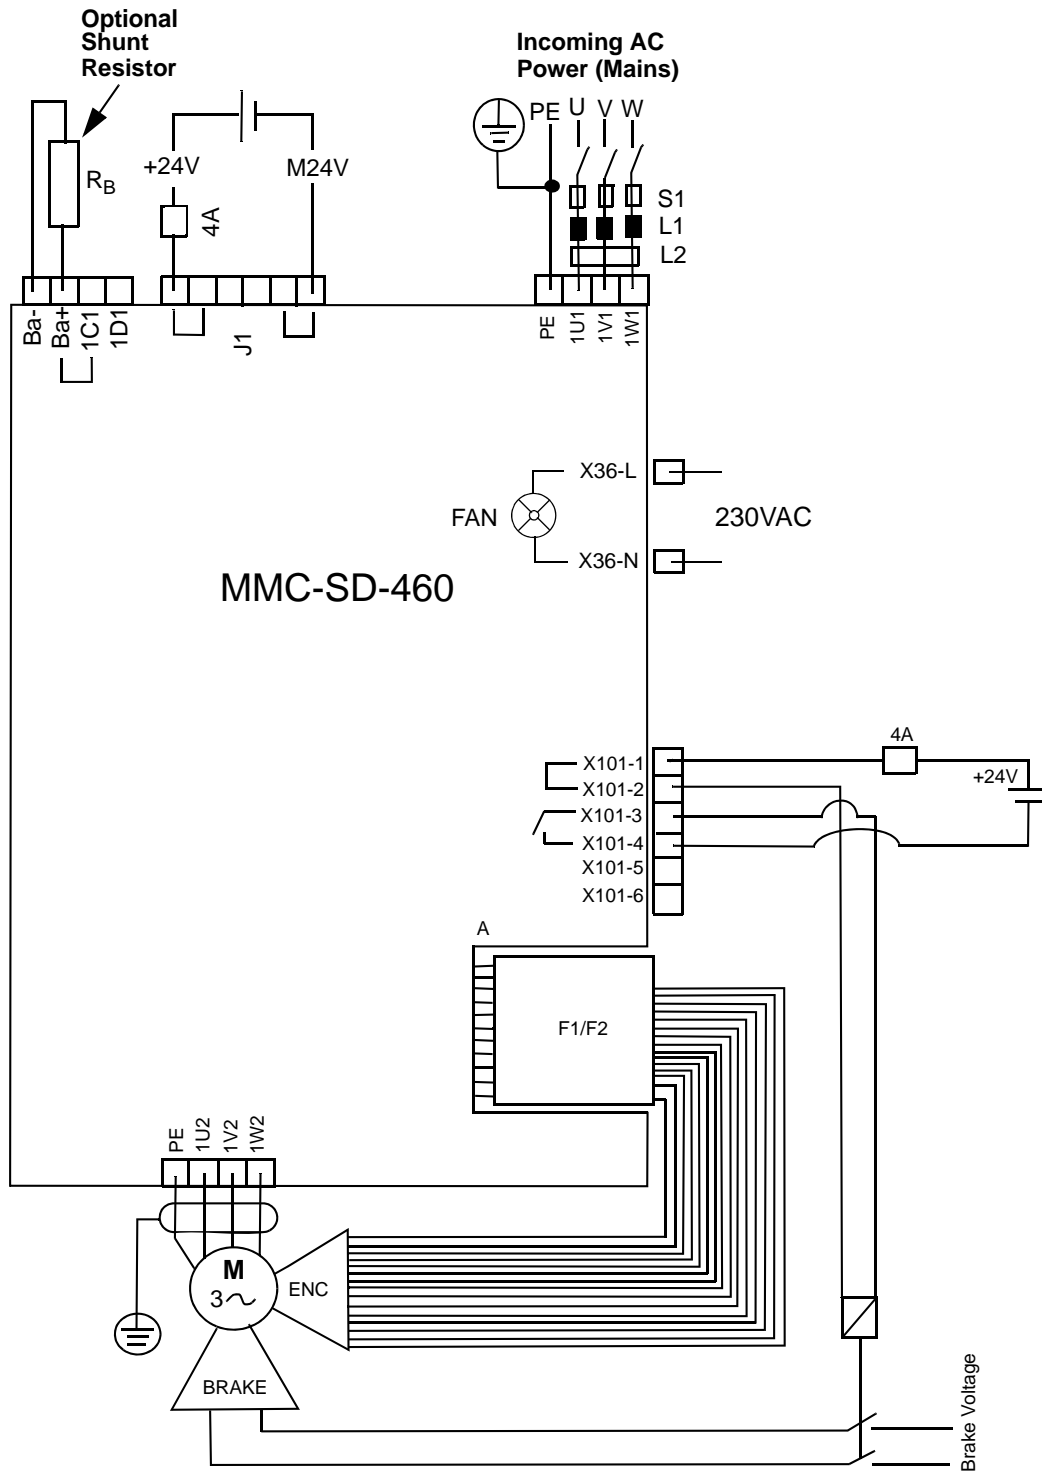 Optional
Shunt
Resistor
Incoming AC
Power (Mains)
PE U V W
+24V
M24V
RB
4A
S1
L1
L2
Ba-
Ba+
1C1
1D1
J1
PE
1U1
1V1
1W1
X36-L
FAN
230VAC
X36-N
MMC-SD-460
4A
X101-1
+24V
X101-2
X101-3
X101-4
X101-5
X101-6
A
F1/F2
PE
1U2
1V2
1W2
M
3
ENC
BRAKE
Brake Voltage